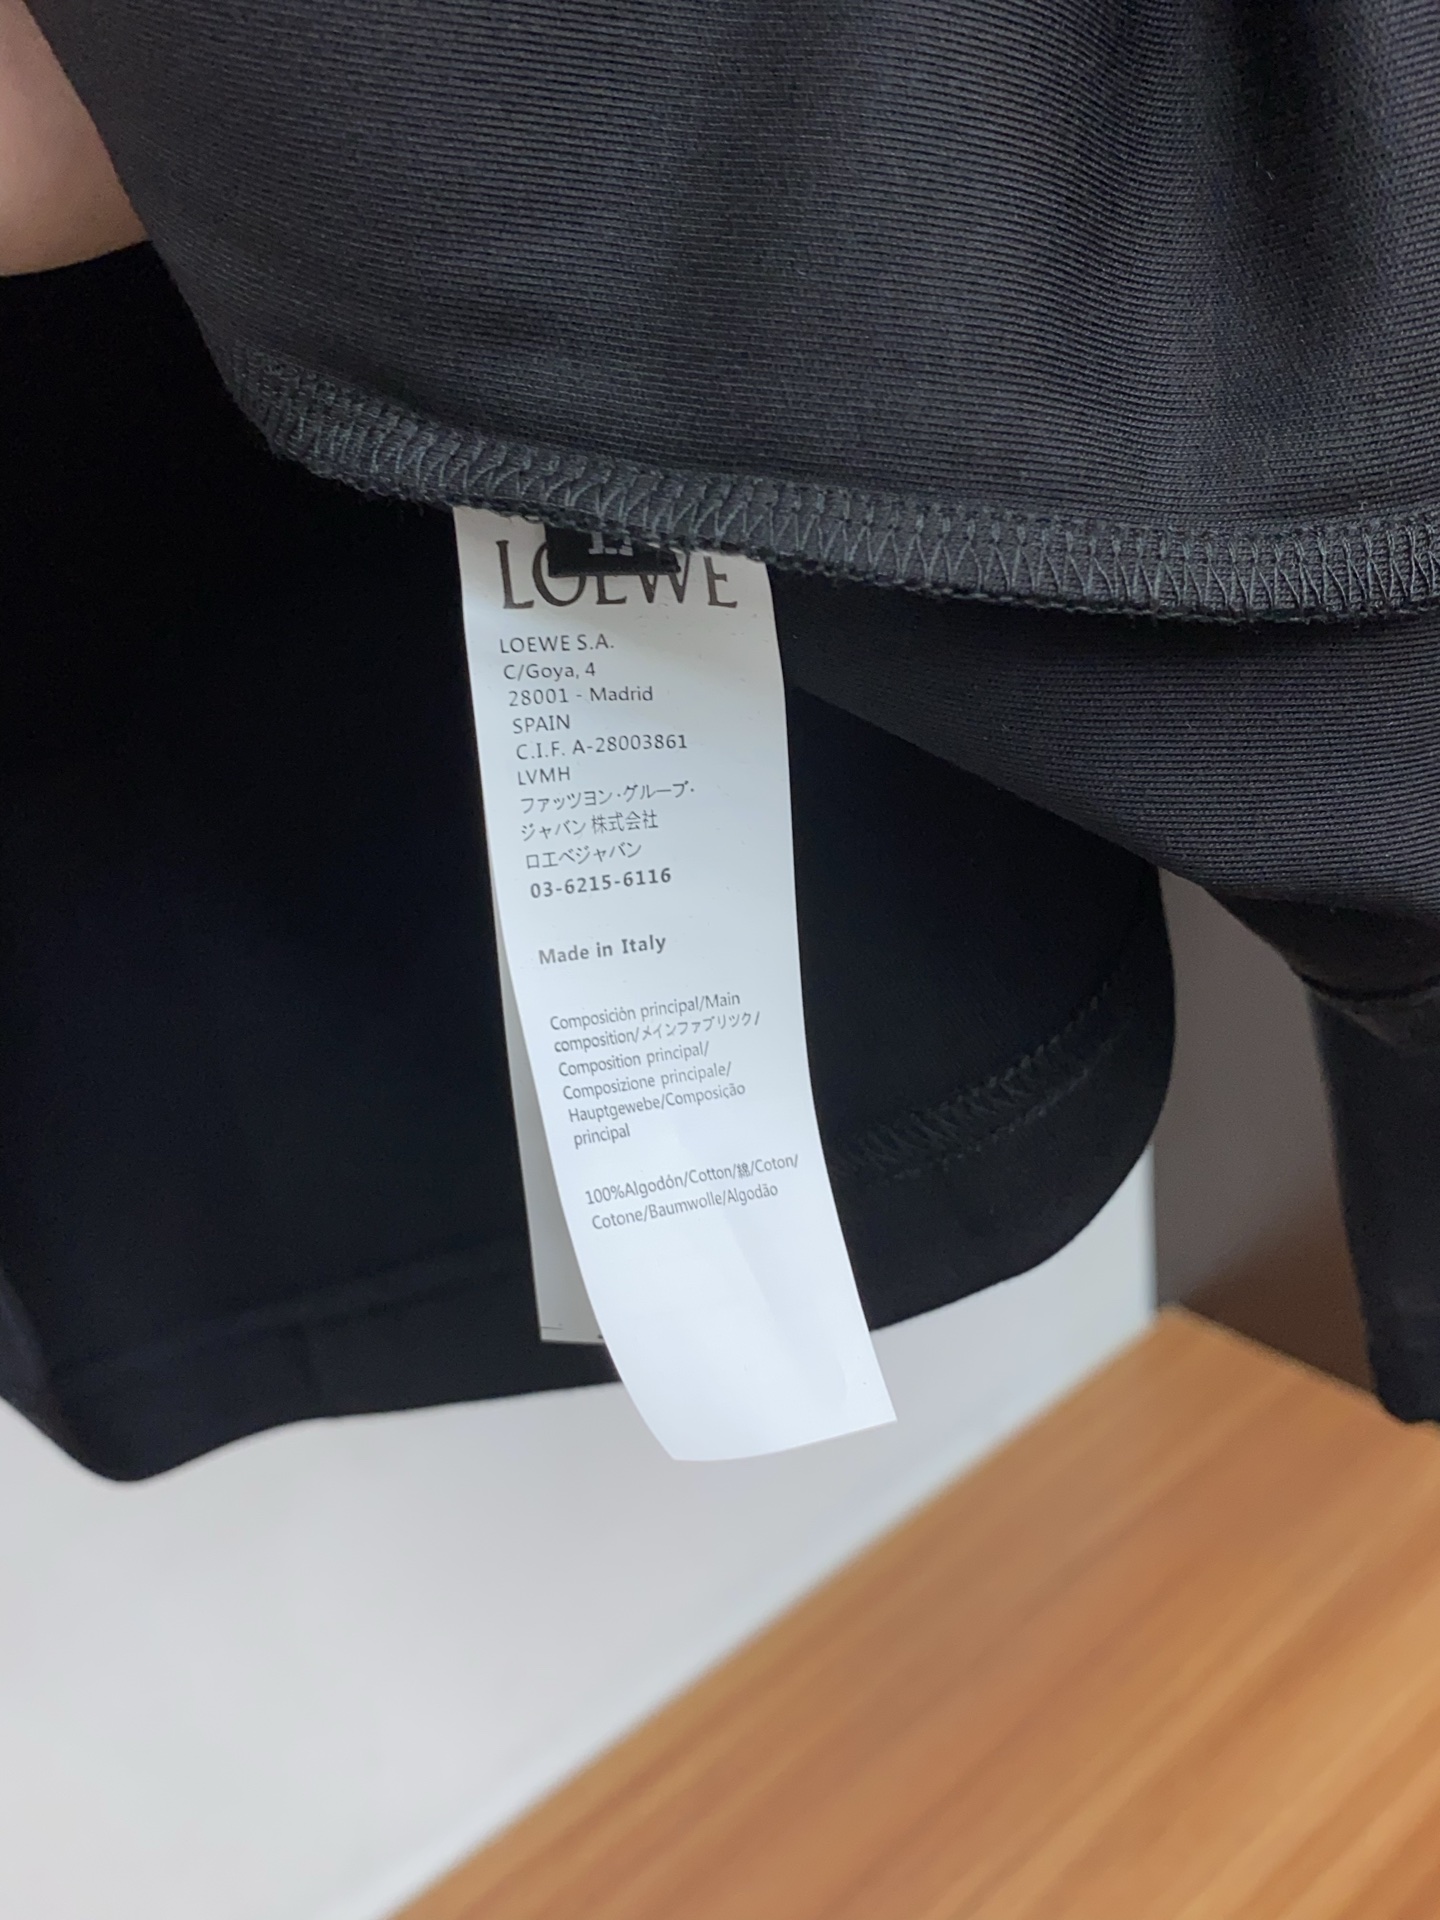 LOEWE
LOEWE S.A.
C/Goya, 4
28001 - Madrid
SPAIN
C.I.F. A-28003861
LVMH
ファッツヨン·グループ·
ジャバン 株式会社
ロエベジャバン
03-6215-6116
Made in Italy
Composición principal/Main
composition/メインファブリツク/
Composition principal/
Composizione principale/
Hauptgewebe/Composição
principal
100%Algodón/Cotton/綿/Coton/
Cotone/Baumwolle/Algodão